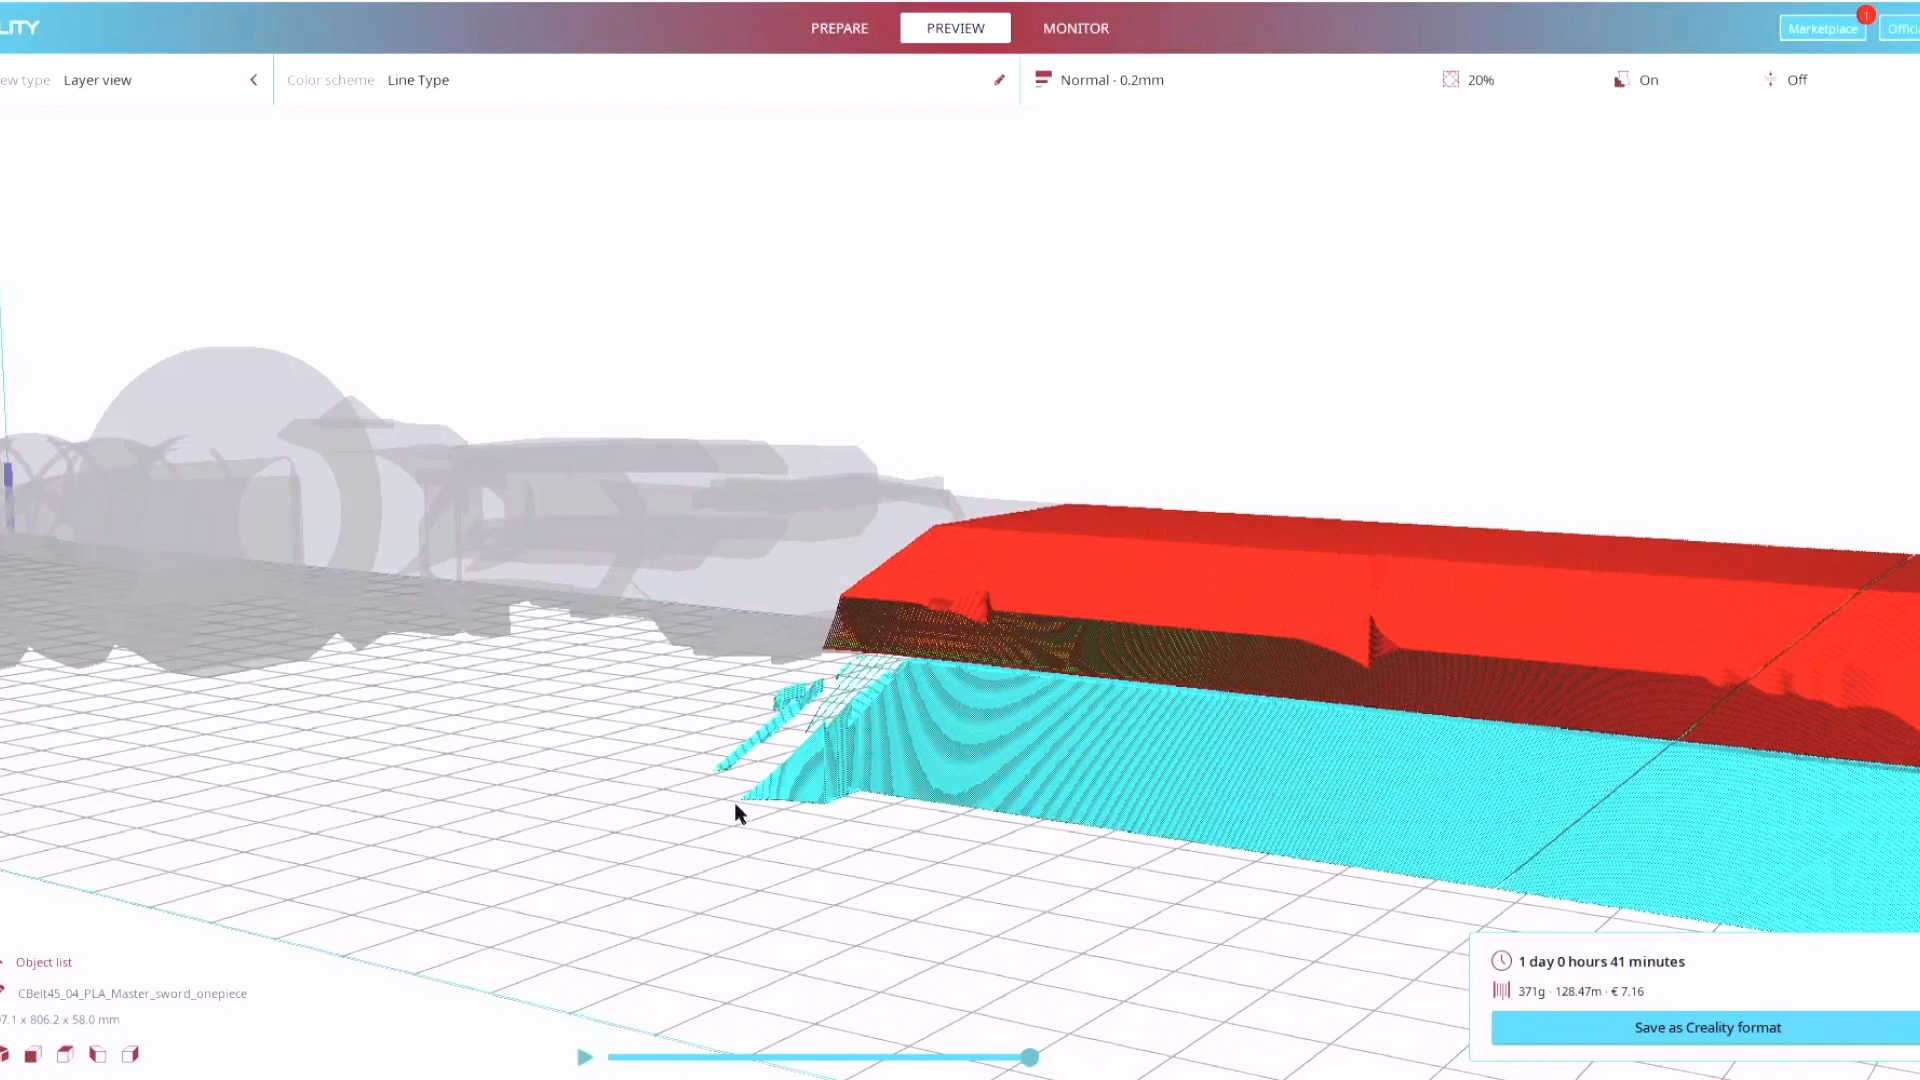 LITY
PREPARE
PREVIEW
MONITOR
Marketplace
1
ew type Layer view
Color scheme Line Type
Normal - 0.2mm
20%
On
Off
Object list
CBelt45_04_PLA_Master_sword_onepiece
7.1 x 806.2 x 58.0 mm
1 day 0 hours 41 minutes
371g · 128.47m · € 7.16
Save as Creality format